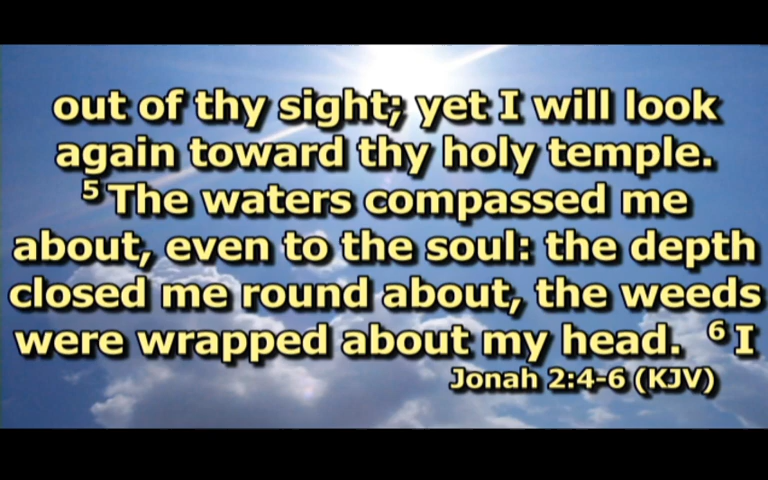 out of thy sight; yet I will look
again toward thy holy temple.
5 The waters compassed me
about, even to the soul: the depth
closed me round about, the weeds
were wrapped about my head. 6 I
Jonah 2:4-6 (KJV)